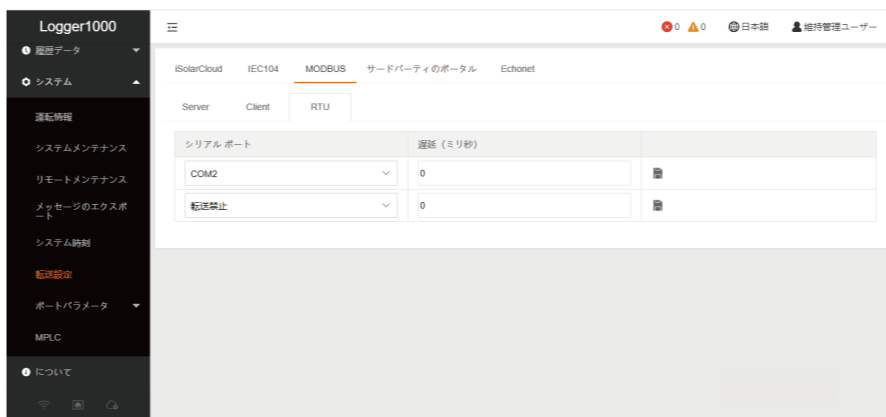 Logger1000
0 0 日本語 維持管理ユーザー
履歴データ
システム
運転情報
システムメンテナンス
リモートメンテナンス
メッセージのエクスポ
ート
システム時刻
転送設定
ポートパラメータ
MPLC
について
iSolarCloud IEC104 MODBUS サードパーティのポータル Echonet
Server Client RTU
シリアル ポート 遅延（ミリ秒）
COM2 0
転送禁止 0